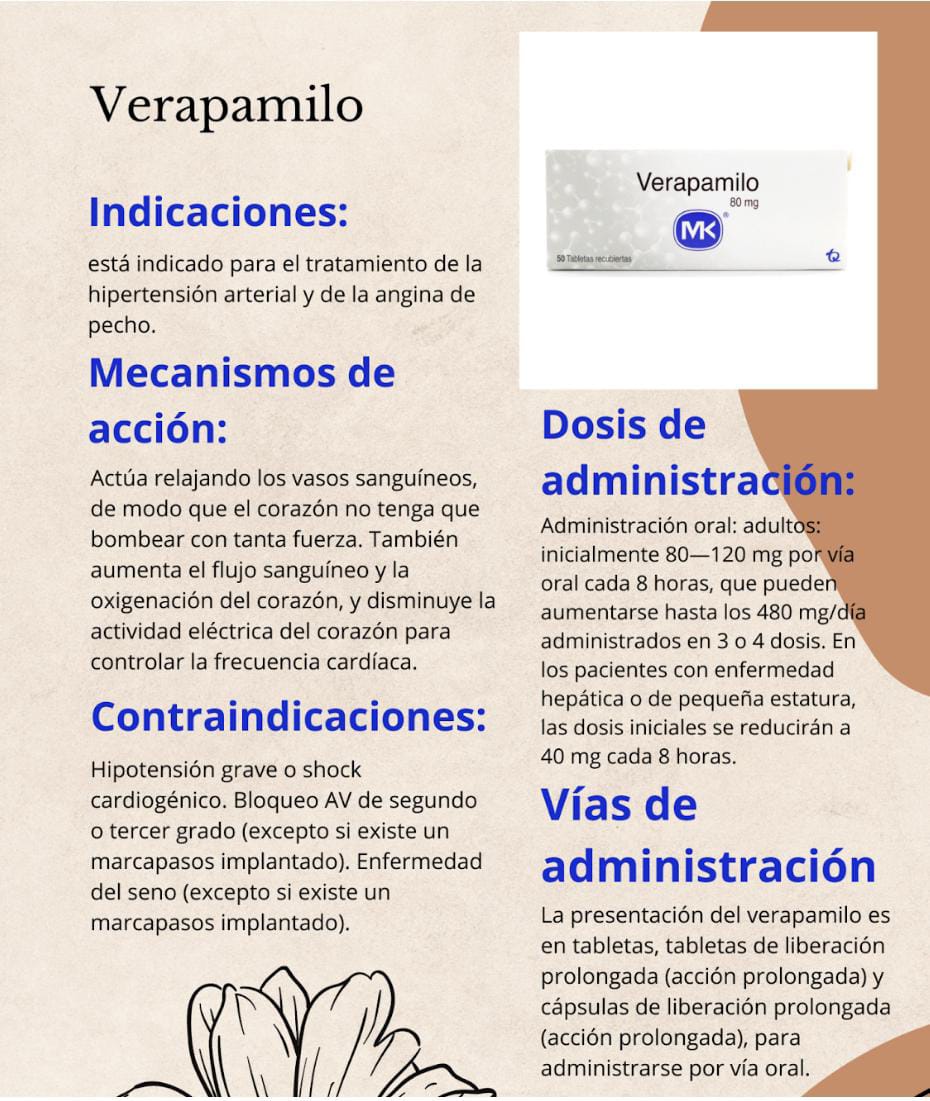 Verapamilo
Indicaciones:
está indicado para el tratamiento de la
hipertensión arterial y de la angina de
pecho.
Mecanismos de
acción:
Actúa relajando los vasos sanguíneos,
de modo que el corazón no tenga que
bombear con tanta fuerza. También
aumenta el flujo sanguíneo y la
oxigenación del corazón, y disminuye la
actividad eléctrica del corazón para
controlar la frecuencia cardíaca.
Contraindicaciones:
Hipotensión grave o shock
cardiogénico. Bloqueo AV de segundo
o tercer grado (excepto si existe un
marcapasos implantado). Enfermedad
del seno (excepto si existe un
marcapasos implantado).
Verapamilo
80 mg
MK®
50 Tabletas recubiertas
TQ
Dosis de
administración:
Administración oral: adultos:
inicialmente 80—120 mg por vía
oral cada 8 horas, que pueden
aumentarse hasta los 480 mg/día
administrados en 3 o 4 dosis. En
los pacientes con enfermedad
hepática o de pequeña estatura,
las dosis iniciales se reducirán a
40 mg cada 8 horas.
Vías de
administración
La presentación del verapamilo es
en tabletas, tabletas de liberación
prolongada (acción prolongada) y
cápsulas de liberación prolongada
(acción prolongada), para
administrarse por vía oral.